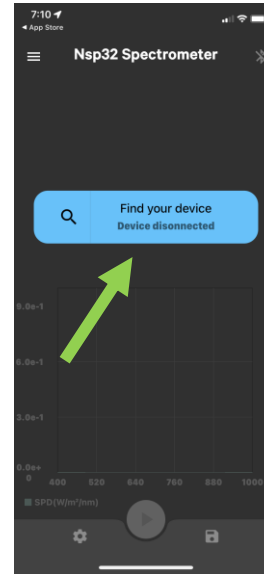 7:10
App Store
Nsp32 Spectrometer
Find your device
Device disonnected
9.0e-1
6.0e-1
3.0e-1
0.0e+
0
400 520 640 760 880 1000
SPD(W/m²/nm)